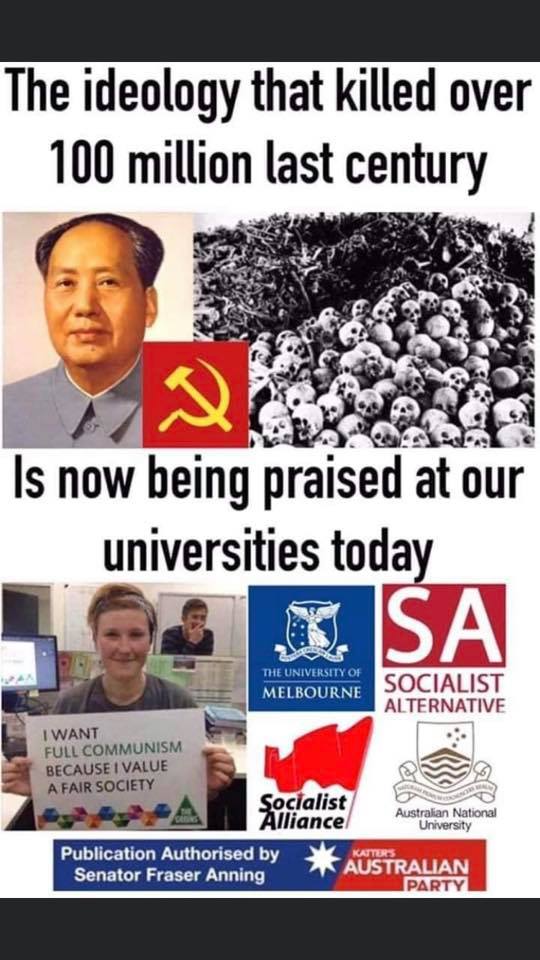 The ideology that killed over
100 million last century
Is now being praised at our
universities today
I WANT
FULL COMMUNISM
BECAUSE I VALUE
A FAIR SOCIETY
THE
GREENS
THE UNIVERSITY OF
MELBOURNE
SA
SOCIALIST
ALTERNATIVE
Socialist
Alliance
Australian National
University
Publication Authorised by
Senator Fraser Anning
KATTER'S
AUSTRALIAN
PARTY